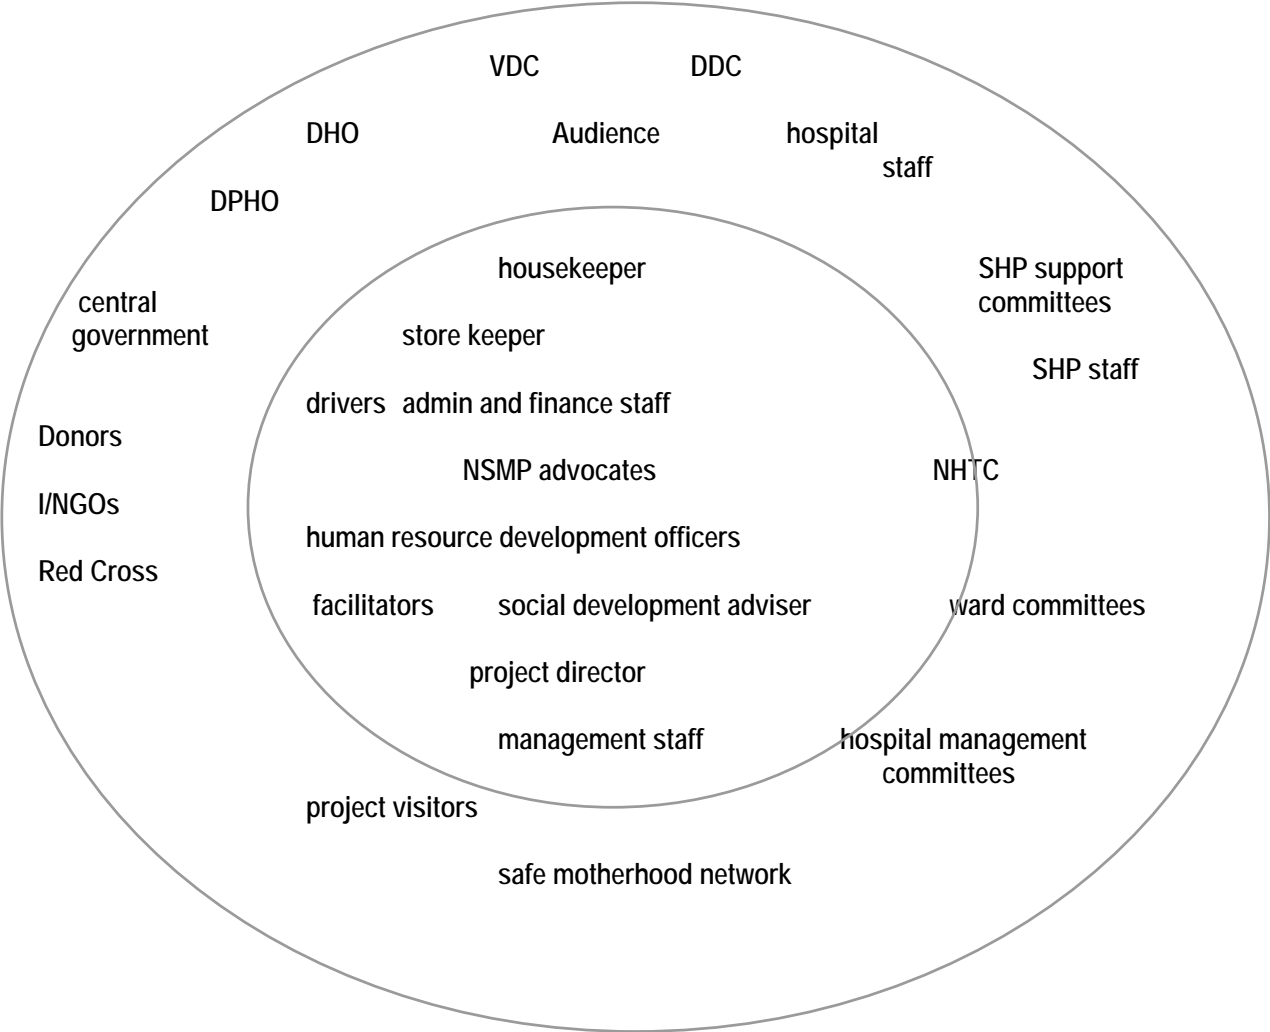 VDC DDC
DHO Audience hospital
staff
DPHO
housekeeper SHP support
central committees
government store keeper
SHP staff
drivers admin and finance staff
Donors
NSMP advocates NHTC
I/NGOs
human resource development officers
Red Cross
facilitators social development adviser ward committees
project director
management staff hospital management
committees
project visitors
safe motherhood network